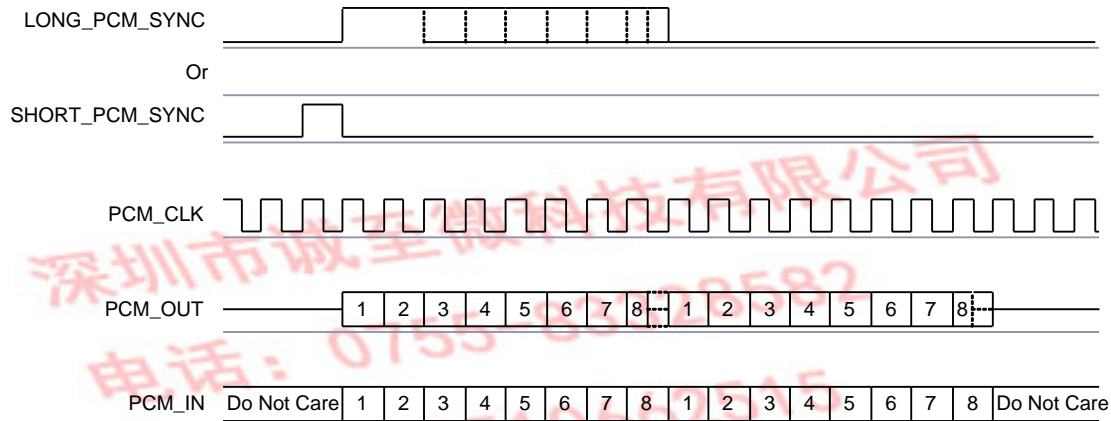 LONG_PCM_SYNC
Or
SHORT_PCM_SYNC
PCM_CLK
PCM_OUT 1 2 3 4 5 6 7 8 1 2 3 4 5 6 7 8
PCM_IN Do Not Care 1 2 3 4 5 6 7 8 1 2 3 4 5 6 7 8 Do Not Care
深圳市诚至微科技有限公司
电话：0755-83328582